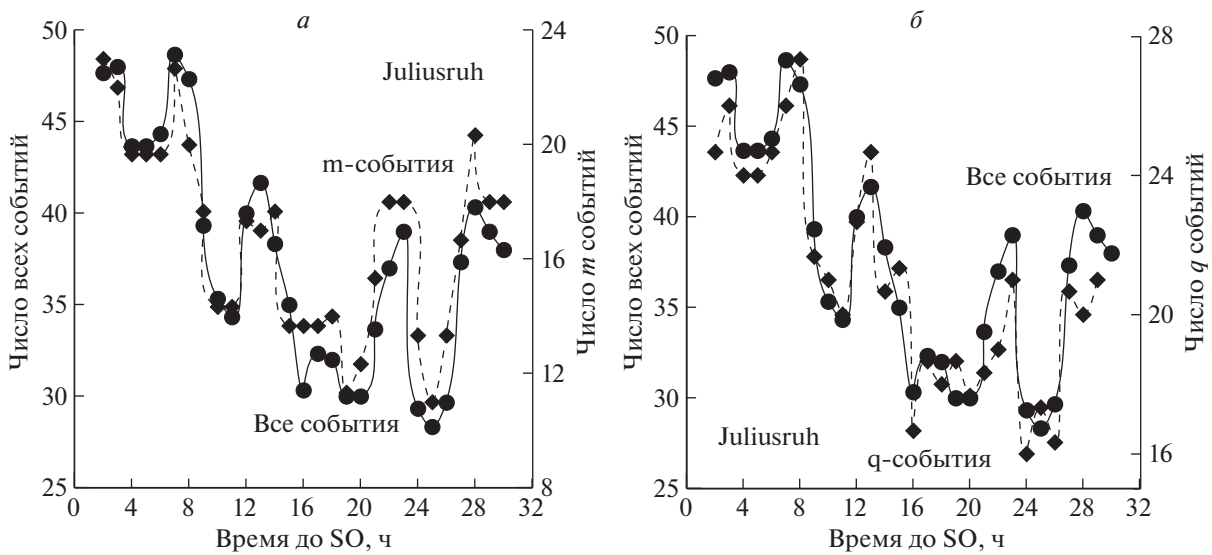 а
50
45
40
35
30
25
Число всех событий
24
20
16
12
8
Число m событий
Juliusruh
m-события
Все события
0
4
8
12
16
20
24
28
32
Время до SO, ч
б
50
45
40
35
30
25
Число всех событий
28
24
20
16
Число q событий
Все события
Juliusruh
q-события
0
4
8
12
16
20
24
28
32
Время до SO, ч